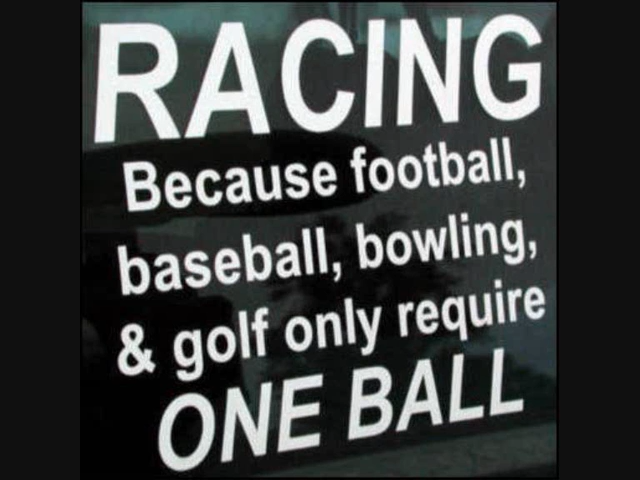 RACING
Because football,
baseball, bowling,
& golf only require
ONE BALL